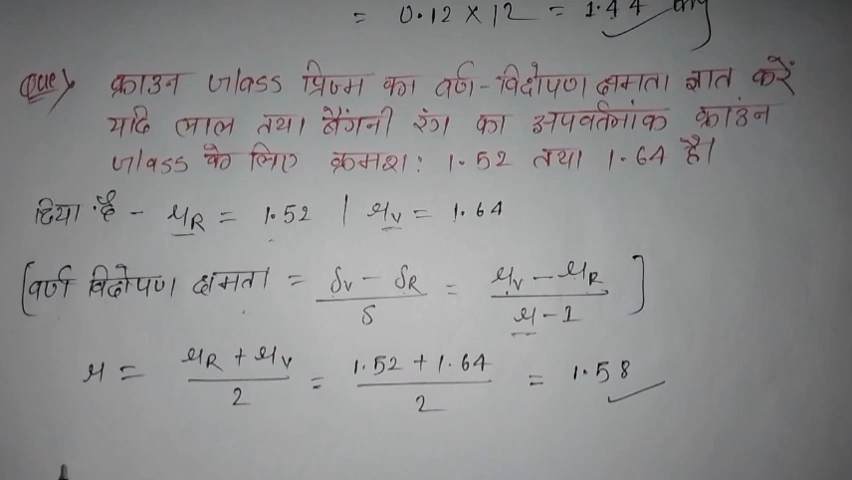 = 0.12 × 12 = 1.44
Que> क्राउन glass प्रिज्म का वर्ण-विक्षेपण क्षमता ज्ञात करें
यदि लाल तथा बैंगनी रंग का अपवर्तनांक क्राउन
glass के लिए क्रमश: 1.52 तथा 1.64 है।
दिया है - μR = 1.52 | μv = 1.64
[वर्ण विक्षेपण क्षमता = δv - δR / δ = μv - μR / μ - 1]
μ = μR + μv / 2 = 1.52 + 1.64 / 2 = 1.58